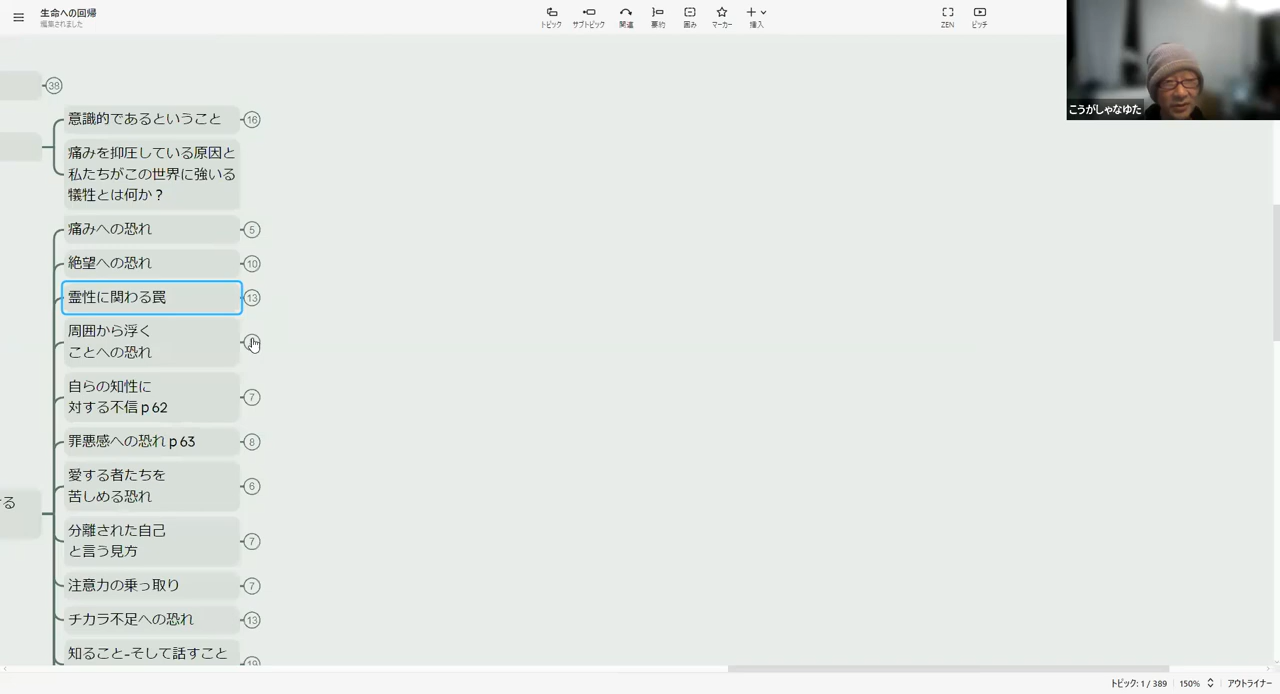 生命への回帰
編集されました
トピック
サブトピック
関連
要約
囲み
マーカー
挿入
ZEN
ピッチ
こうがしゃなゆた
38
意識的であるということ
16
痛みを抑圧している原因と
私たちがこの世界に強いる
犠牲とは何か？
痛みへの恐れ
5
絶望への恐れ
10
霊性に関わる罠
13
周囲から浮く
ことへの恐れ
自らの知性に
対する不信ｐ62
7
罪悪感への恐れｐ63
8
愛する者たちを
苦しめる恐れ
6
する
分離された自己
と言う見方
7
注意力の乗っ取り
7
チカラ不足への恐れ
13
知ること-そして話すこと
トピック: 1 / 389
150%
アウトライナー